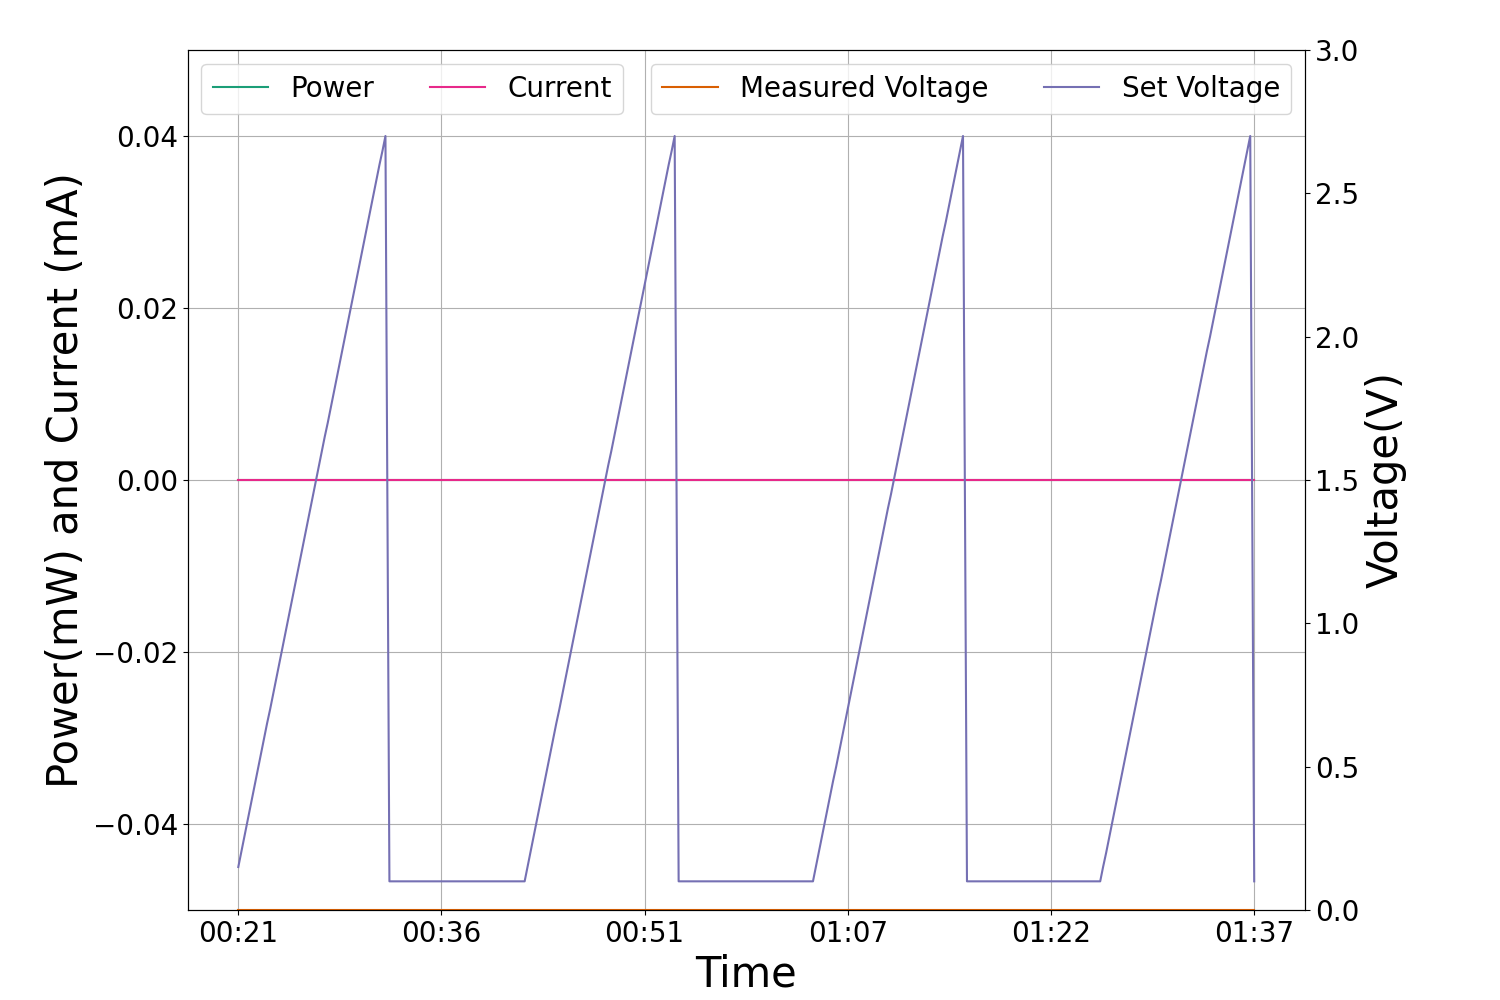 Power Current Measured Voltage Set Voltage
Power(mW) and Current (mA)
0.04
0.02
0.00
−0.02
−0.04
3.0
2.5
2.0
1.5
1.0
0.5
0.0
Voltage(V)
00:21 00:36 00:51 01:07 01:22 01:37
Time